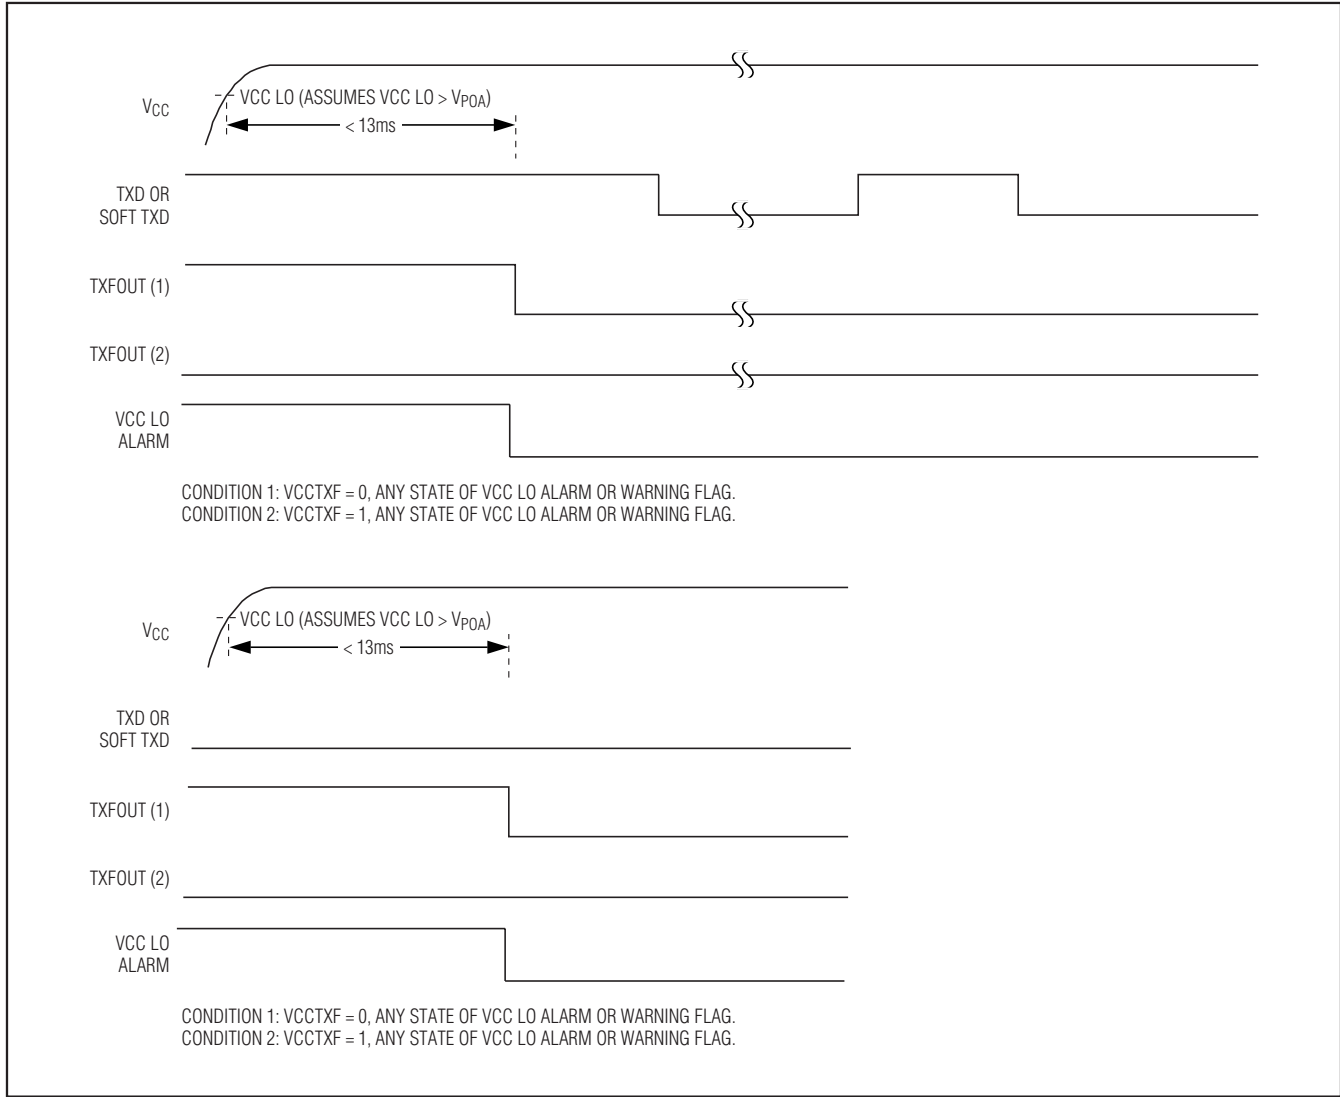 VCC
VCC LO (ASSUMES VCC LO > VPOA)
< 13ms
TXD OR
SOFT TXD
TXFOUT (1)
TXFOUT (2)
VCC LO
ALARM
CONDITION 1: VCCTXF = 0, ANY STATE OF VCC LO ALARM OR WARNING FLAG.
CONDITION 2: VCCTXF = 1, ANY STATE OF VCC LO ALARM OR WARNING FLAG.
VCC
VCC LO (ASSUMES VCC LO > VPOA)
< 13ms
TXD OR
SOFT TXD
TXFOUT (1)
TXFOUT (2)
VCC LO
ALARM
CONDITION 1: VCCTXF = 0, ANY STATE OF VCC LO ALARM OR WARNING FLAG.
CONDITION 2: VCCTXF = 1, ANY STATE OF VCC LO ALARM OR WARNING FLAG.